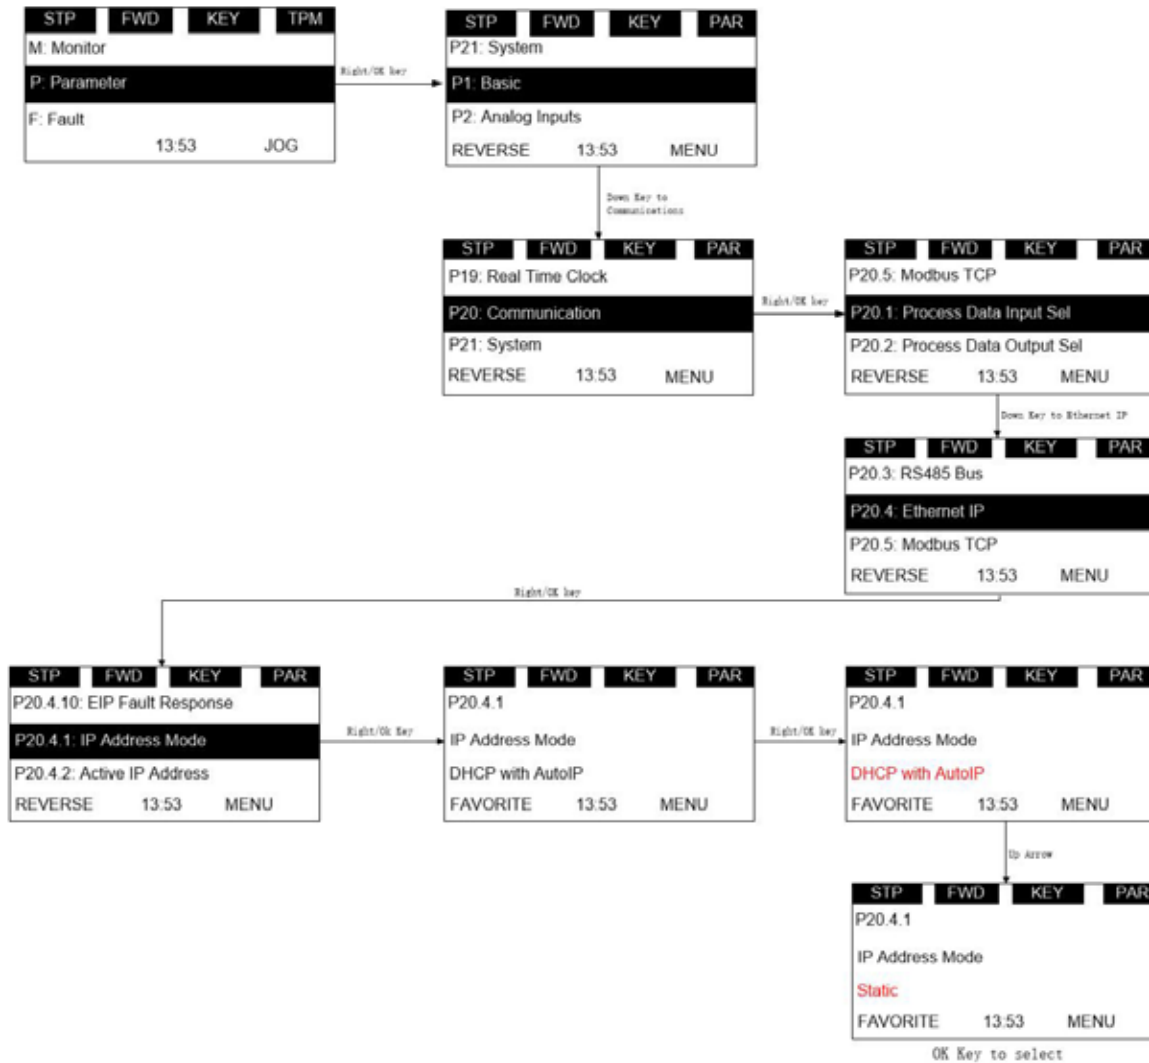 STP FWD KEY TPM
M: Monitor
P: Parameter
F: Fault
13:53 JOG
Right/OK key
STP FWD KEY PAR
P21: System
P1: Basic
P2: Analog Inputs
REVERSE 13:53 MENU
Down Key to
Communications
STP FWD KEY PAR
P19: Real Time Clock
P20: Communication
P21: System
REVERSE 13:53 MENU
Right/OK key
STP FWD KEY PAR
P20.5: Modbus TCP
P20.1: Process Data Input Sel
P20.2: Process Data Output Sel
REVERSE 13:53 MENU
Down Key to Ethernet IP
STP FWD KEY PAR
P20.3: RS485 Bus
P20.4: Ethernet IP
P20.5: Modbus TCP
REVERSE 13:53 MENU
Right/OK key
STP FWD KEY PAR
P20.4.10: EIP Fault Response
P20.4.1: IP Address Mode
P20.4.2: Active IP Address
REVERSE 13:53 MENU
Right/Ok Key
STP FWD KEY PAR
P20.4.1
IP Address Mode
DHCP with AutoIP
FAVORITE 13:53 MENU
Right/OK key
STP FWD KEY PAR
P20.4.1
IP Address Mode
DHCP with AutoIP
FAVORITE 13:53 MENU
Up Arrow
STP FWD KEY PAR
P20.4.1
IP Address Mode
Static
FAVORITE 13:53 MENU
OK Key to select